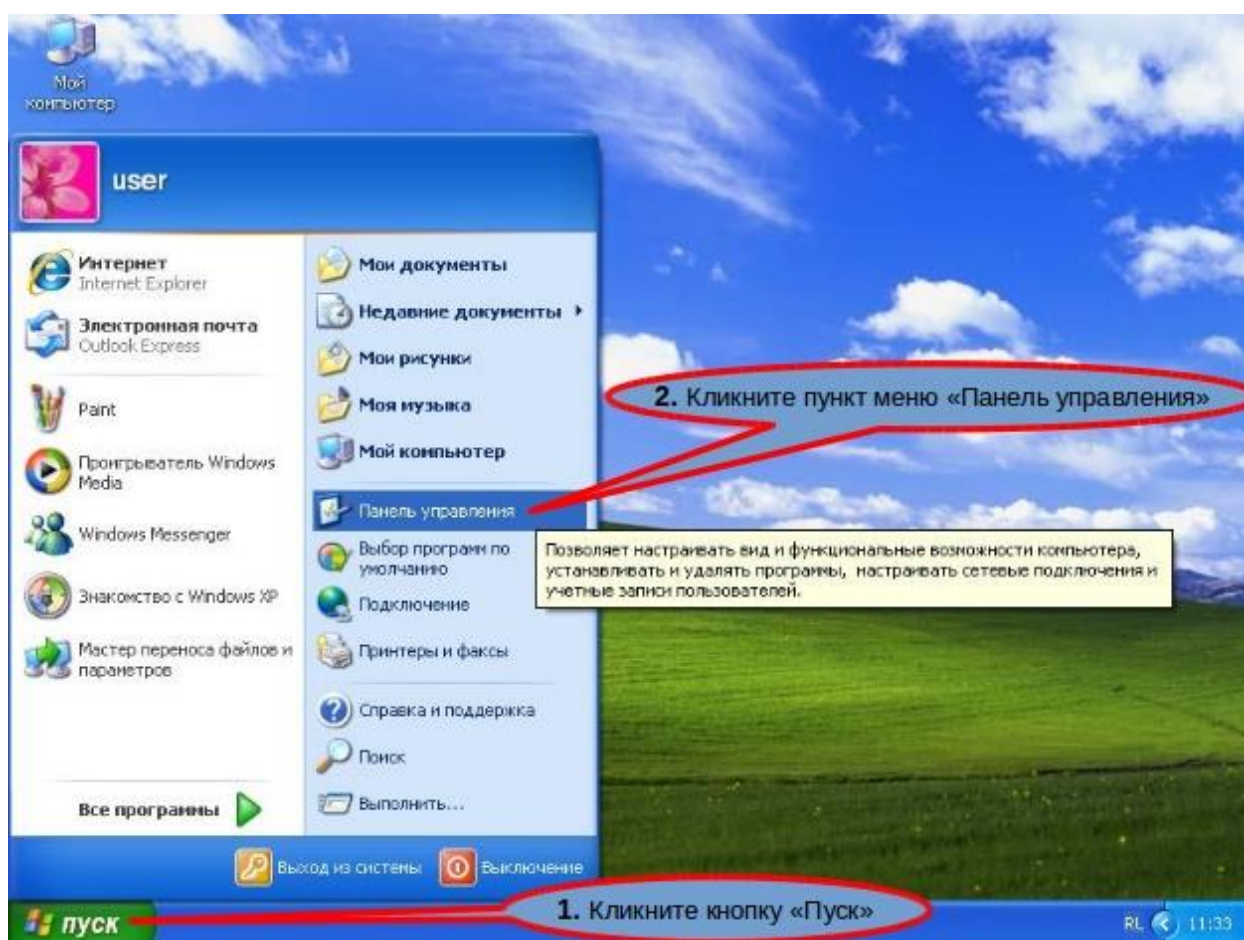 Мой
компьютер
user
Интернет
Internet Explorer
Электронная почта
Outlook Express
Paint
Проигрыватель Windows
Media
Windows Messenger
Знакомство с Windows XP
Мастер переноса файлов и
параметров
Все программы
Мои документы
Недавние документы
Мои рисунки
Моя музыка
Мой компьютер
Панель управления
Выбор программ по
умолчанию
Подключение
Принтеры и факсы
Справка и поддержка
Поиск
Выполнить...
2. Кликните пункт меню «Панель управления»
Позволяет настраивать вид и функциональные возможности компьютера,
устанавливать и удалять программы, настраивать сетевые подключения и
учетные записи пользователей.
Выход из системы
Выключение
пуск
1. Кликните кнопку «Пуск»
RL
11:33